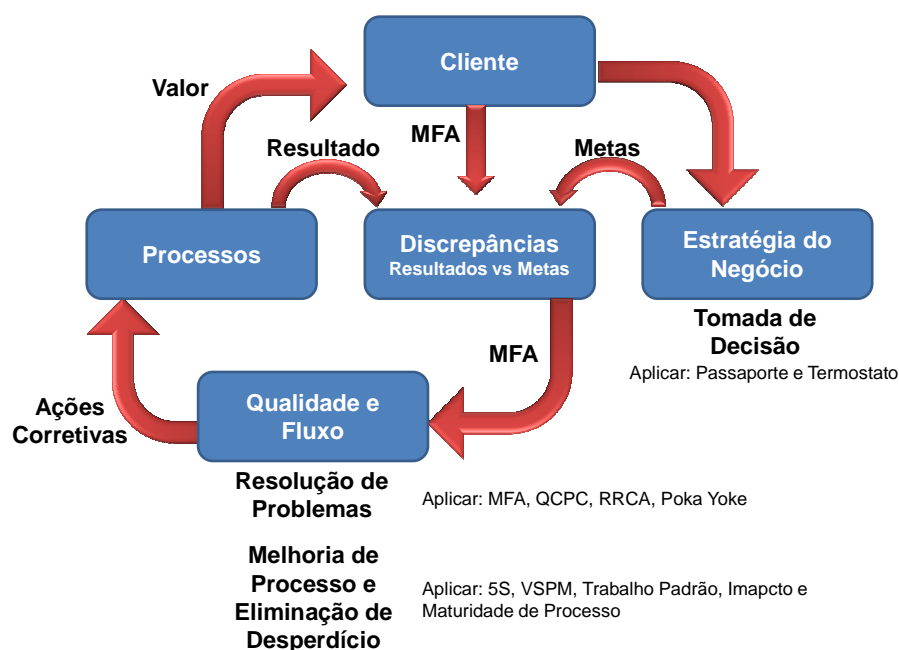 Cliente
Valor
MFA
Resultado
Metas
Processos
Discrepâncias
Resultados vs Metas
Estratégia do
Negócio
Tomada de
Decisão
Aplicar: Passaporte e Termostato
MFA
Ações
Corretivas
Qualidade e
Fluxo
Resolução de
Problemas
Aplicar: MFA, QCPC, RRCA, Poka Yoke
Melhoria de
Processo e
Eliminação de
Desperdício
Aplicar: 5S, VSPM, Trabalho Padrão, Imapcto e
Maturidade de Processo